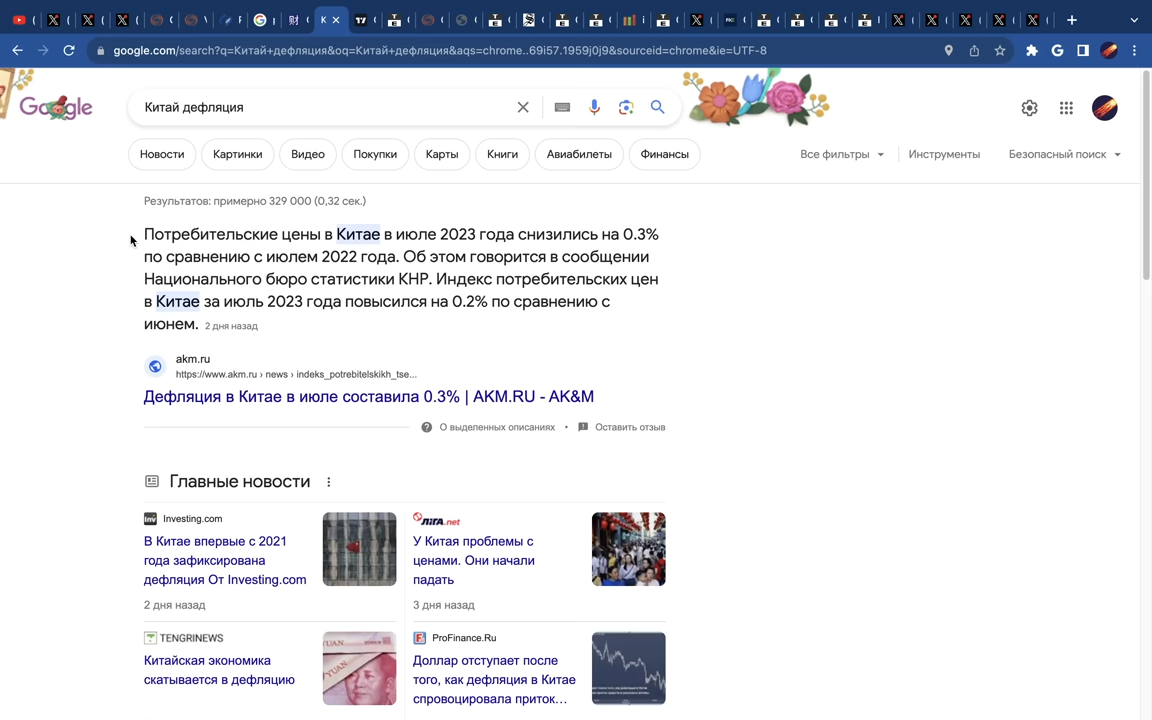 google.com/search?q=Китай+дефляция&oq=Китай+дефляция&aqs=chrome..69i57.1959j0j9&sourceid=chrome&ie=UTF-8
Google
Китай дефляция
Новости Картинки Видео Покупки Карты Книги Авиабилеты Финансы Все фильтры Инструменты Безопасный поиск
Результатов: примерно 329 000 (0,32 сек.)
Потребительские цены в Китае в июле 2023 года снизились на 0.3%
по сравнению с июлем 2022 года. Об этом говорится в сообщении
Национального бюро статистики КНР. Индекс потребительских цен
в Китае за июль 2023 года повысился на 0.2% по сравнению с
июнем. 2 дня назад
akm.ru
https://www.akm.ru › news › indeks_potrebitelskikh_tse...
Дефляция в Китае в июле составила 0.3% | AKM.RU - AK&M
О выделенных описаниях • Оставить отзыв
Главные новости
Inv Investing.com
В Китае впервые с 2021
года зафиксирована
дефляция От Investing.com
2 дня назад
ЛІГА.net
У Китая проблемы с
ценами. Они начали
падать
3 дня назад
TENGRINEWS
Китайская экономика
скатывается в дефляцию
ProFinance.Ru
Доллар отступает после
того, как дефляция в Китае
спровоцировала приток...